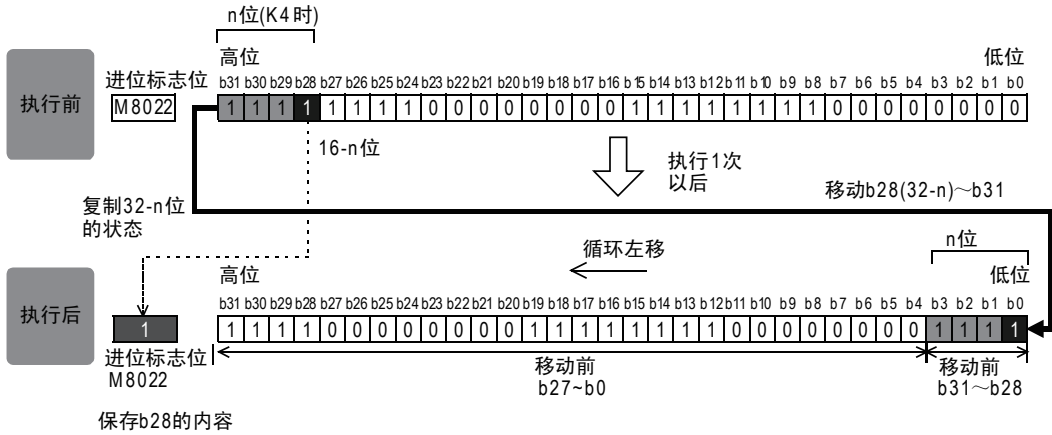 n位(K4时)
高位 低位
进位标志位 b31 b30 b29 b28 b27 b26 b25 b24 b23 b22 b21 b20 b19 b18 b17 b16 b15 b14 b13 b12 b11 b10 b9 b8 b7 b6 b5 b4 b3 b2 b1 b0
执行前 M8022 1 1 1 1 1 1 1 1 0 0 0 0 0 0 0 0 1 1 1 1 1 1 1 1 0 0 0 0 0 0 0 0
16-n位
执行1次
以后
移动b28(32-n)～b31
复制32-n位
的状态
循环左移
n位
高位 低位
b31 b30 b29 b28 b27 b26 b25 b24 b23 b22 b21 b20 b19 b18 b17 b16 b15 b14 b13 b12 b11 b10 b9 b8 b7 b6 b5 b4 b3 b2 b1 b0
执行后 1 1 1 1 1 0 0 0 0 0 0 0 0 1 1 1 1 1 1 1 1 0 0 0 0 0 0 0 0 1 1 1 1
进位标志位
M8022
移动前
b27~b0
移动前
b31～b28
保存b28的内容